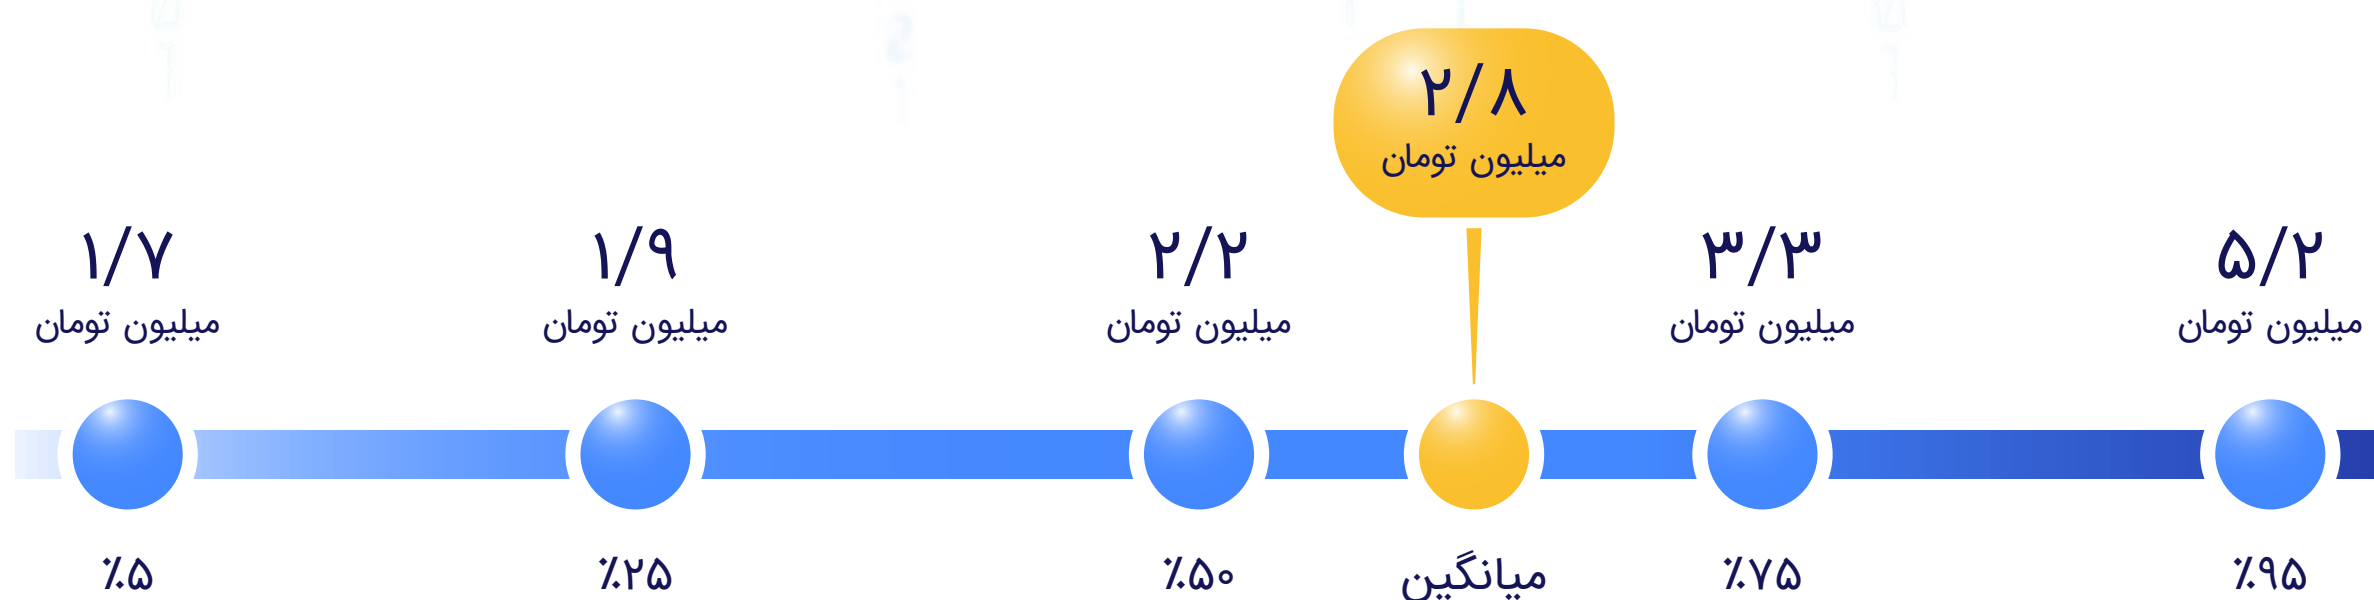 ۲/۸
میلیون تومان
۱/۷
میلیون تومان
۱/۹
میلیون تومان
۲/۲
میلیون تومان
۳/۳
میلیون تومان
۵/۲
میلیون تومان
٪۵
٪۲۵
٪۵۰
میانگین
٪۷۵
٪۹۵